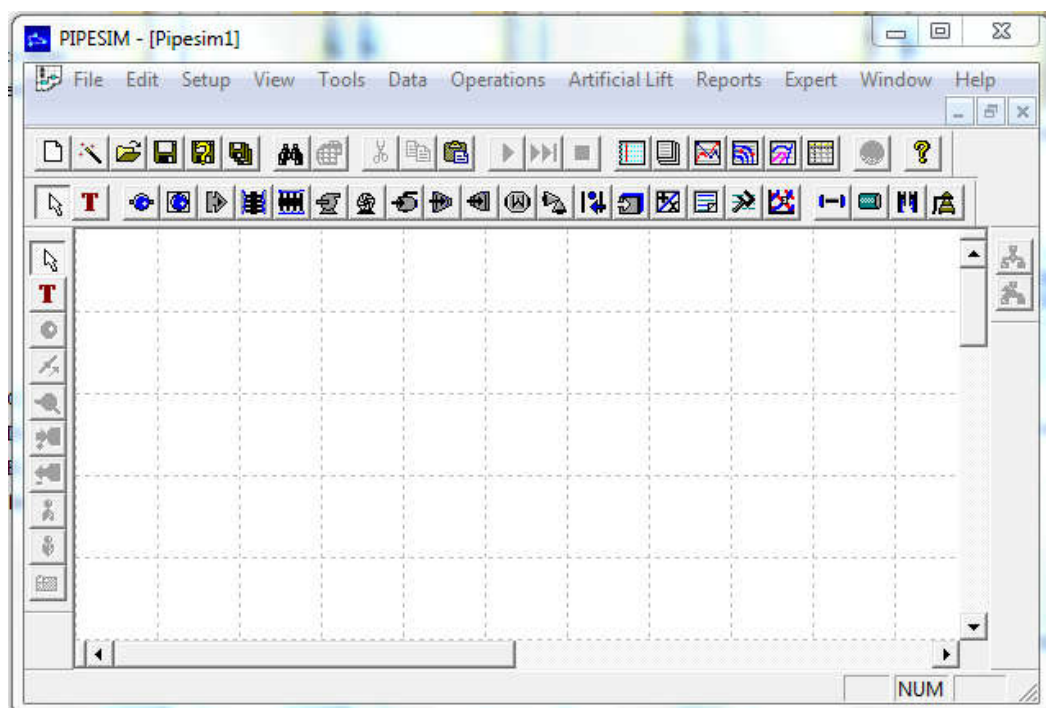 PIPESIM - [Pipesim1]
File Edit Setup View Tools Data Operations Artificial Lift Reports Expert Window Help
?
T W
T
NUM